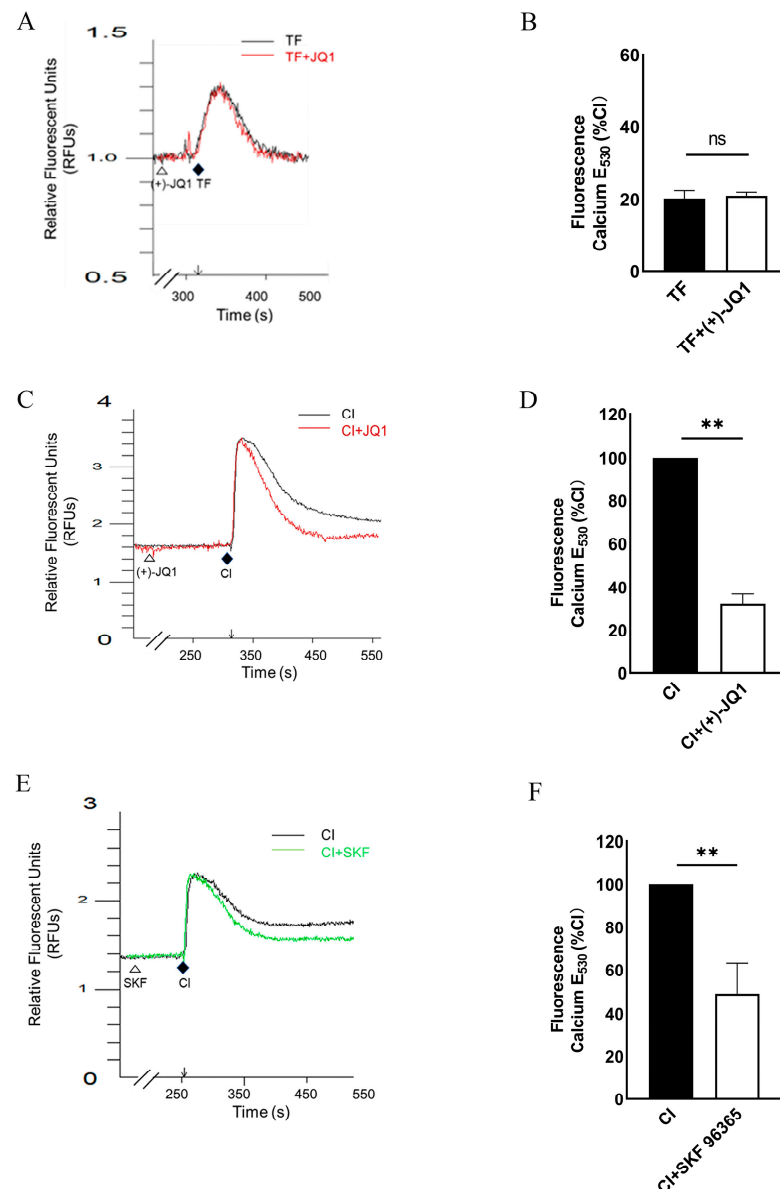 A
1.5
1.0
0.5
Relative Fluorescent Units
(RFUs)
TF
TF+JQ1
(+)-JQ1 TF
300 400 500
Time (s)
B
60
40
20
0
Fluorescence
Calcium E530 (%CI)
ns
TF
TF+(+)-JQ1
C
4
3
2
1
0
Relative Fluorescent Units
(RFUs)
CI
CI+JQ1
(+)-JQ1
CI
250 350 450 550
Time (s)
D
120
100
80
60
40
20
0
Fluorescence
Calcium E530 (%CI)
**
CI
CI+(+)-JQ1
E
3
2
1
0
Relative Fluorescent Units
(RFUs)
CI
CI+SKF
SKF
CI
250 350 450 550
Time (s)
F
120
100
80
60
40
20
0
Fluorescence
Calcium E530 (%CI)
**
CI
CI+SKF 96365